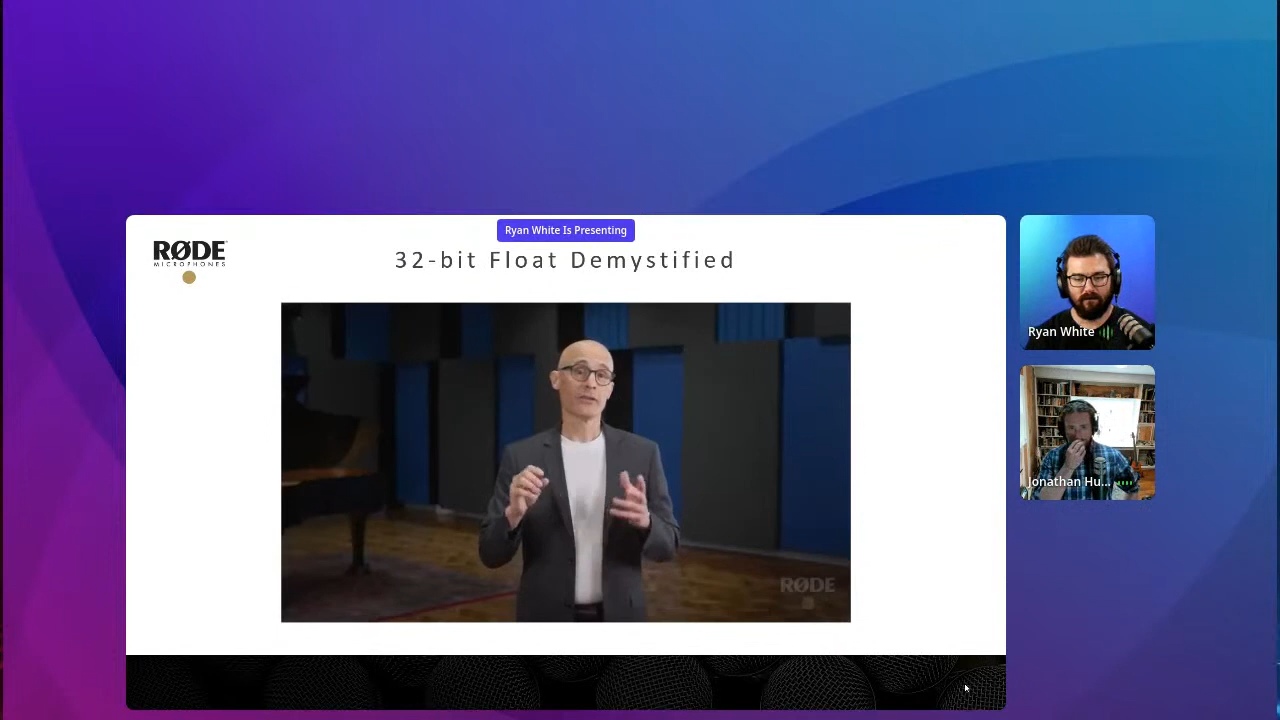 Ryan White Is Presenting
RØDE
MICROPHONES
32-bit Float Demystified
RØDE
Ryan White
Jonathan Hu...